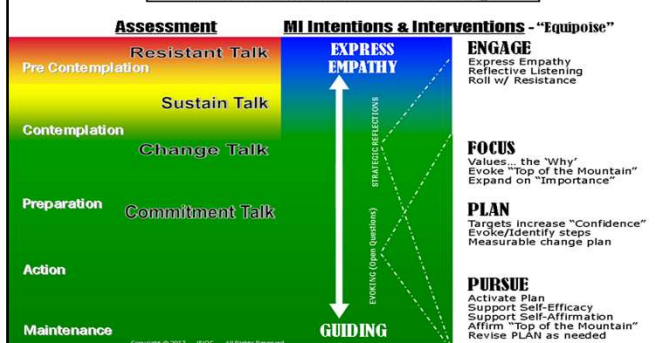 Assessment
MI Intentions & Interventions - “Equipoise”
Resistant Talk
Pre Contemplation
Sustain Talk
Contemplation
Change Talk
Preparation
Commitment Talk
Action
Maintenance
EXPRESS
EMPATHY
STRATEGIC REFLECTIONS
EVOKING (Open Questions)
GUIDING
ENGAGE
Express Empathy
Reflective Listening
Roll w/ Resistance
FOCUS
Values... the ‘Why’
Evoke “Top of the Mountain”
Expand on “Importance”
PLAN
Targets increase “Confidence”
Evoke/Identify steps
Measurable change plan
PURSUE
Activate Plan
Support Self-Efficacy
Support Self-Affirmation
Affirm “Top of the Mountain”
Revise PLAN as needed